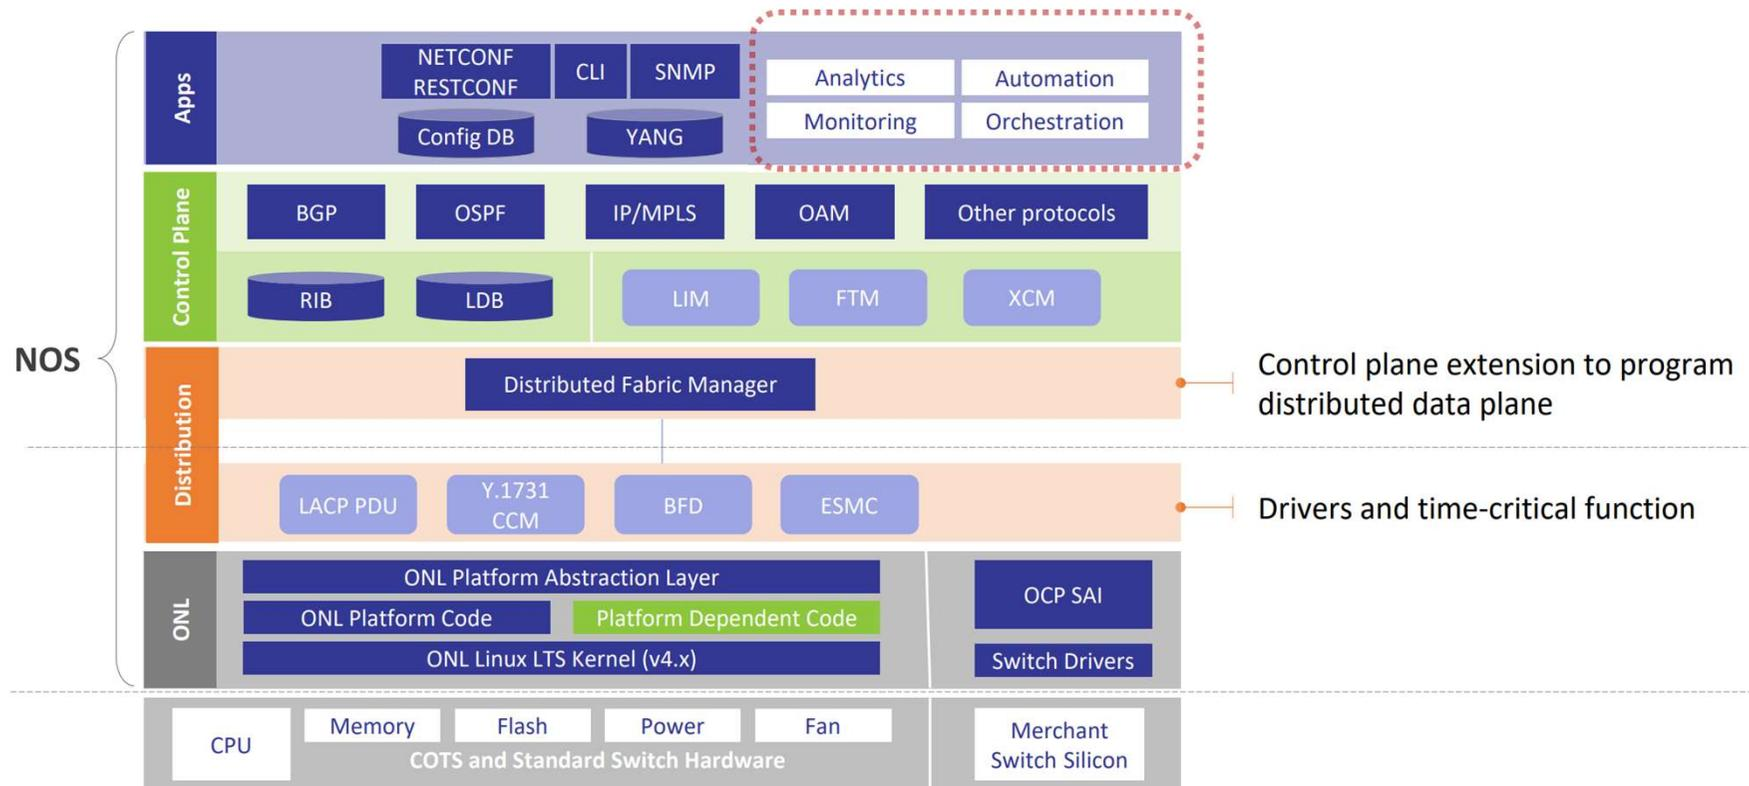 NOS
Apps
NETCONF
RESTCONF
CLI
SNMP
Config DB
YANG
Analytics
Automation
Monitoring
Orchestration
Control Plane
BGP
OSPF
IP/MPLS
OAM
Other protocols
RIB
LDB
LIM
FTM
XCM
Distribution
Distributed Fabric Manager
Control plane extension to program
distributed data plane
LACP PDU
Y.1731
CCM
BFD
ESMC
Drivers and time-critical function
ONL
ONL Platform Abstraction Layer
ONL Platform Code
Platform Dependent Code
ONL Linux LTS Kernel (v4.x)
OCP SAI
Switch Drivers
CPU
Memory
Flash
Power
Fan
COTS and Standard Switch Hardware
Merchant
Switch Silicon